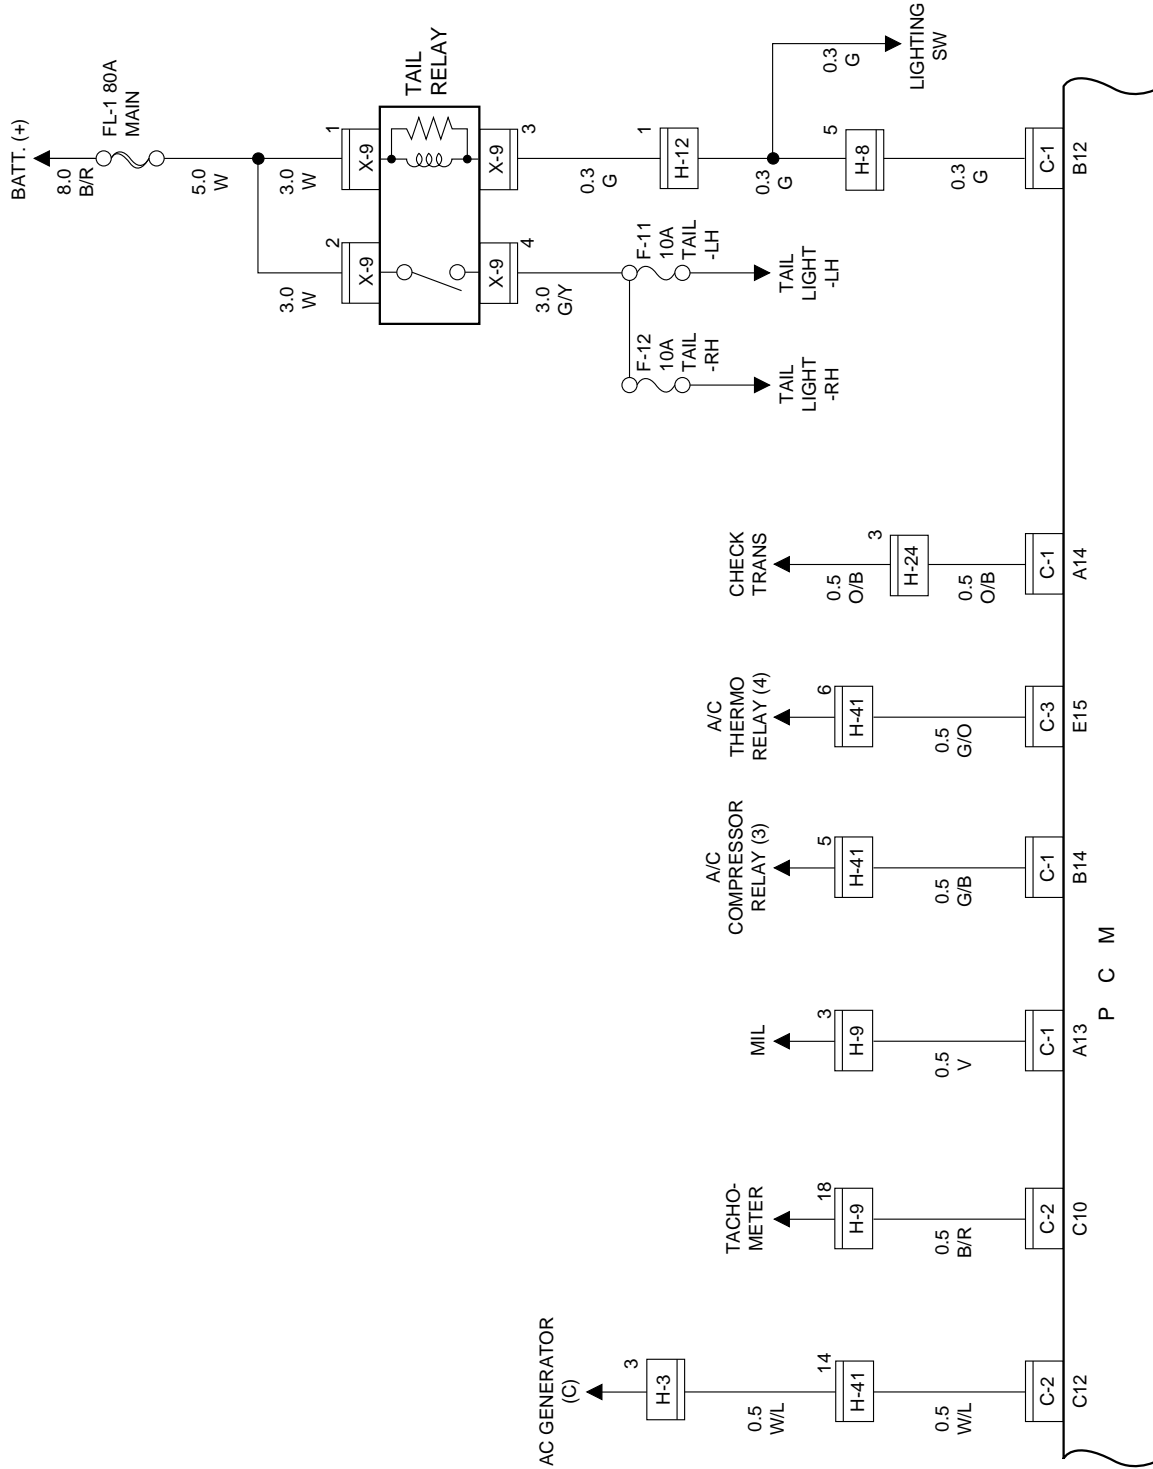 BATT. (+)
8.0
B/R
FL-1 80A
MAIN
5.0
W
3.0
W
3.0
W
TAIL
RELAY
2
X-9
1
X-9
X-9
4
X-9
3
3.0
G/Y
0.3
G
F-12
10A
TAIL
-RH
F-11
10A
TAIL
-LH
TAIL
LIGHT
-RH
TAIL
LIGHT
-LH
1
H-12
0.3
G
0.3
G
LIGHTING
SW
5
H-8
0.3
G
C-1
B12
CHECK
TRANS
0.5
O/B
3
H-24
0.5
O/B
C-1
A14
A/C
THERMO
RELAY (4)
6
H-41
0.5
G/O
C-3
E15
A/C
COMPRESSOR
RELAY (3)
5
H-41
0.5
G/B
C-1
B14
MIL
3
H-9
0.5
V
C-1
A13
TACHO-
METER
18
H-9
0.5
B/R
C-2
C10
AC GENERATOR
(C)
3
H-3
0.5
W/L
14
H-41
0.5
W/L
C-2
C12
P C M